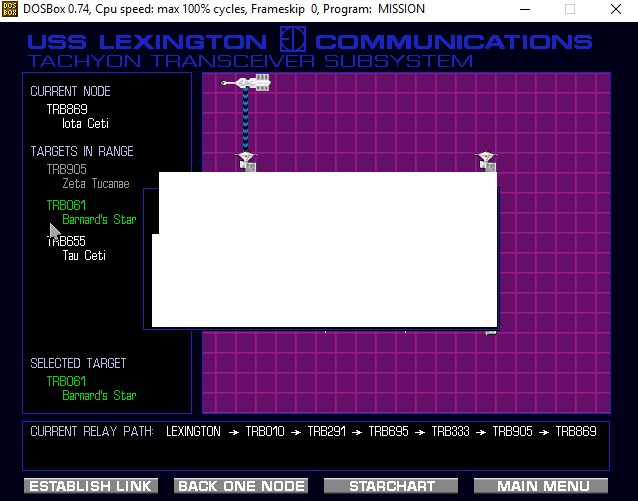 DOSBox 0.74, Cpu speed: max 100% cycles, Frameskip 0, Program: MISSION
USS LEXINGTON COMMUNICATIONS
TACHYON TRANSCEIVER SUBSYSTEM
CURRENT NODE
TRB869
Iota Ceti
TARGETS IN RANGE
TRB905
Zeta Tucanae
TRB061
Barnard's Star
TRB655
Tau Ceti
SELECTED TARGET
TRB061
Barnard's Star
CURRENT RELAY PATH: LEXINGTON → TRB010 → TRB291 → TRB695 → TRB333 → TRB905 → TRB869
ESTABLISH LINK BACK ONE NODE STARCHART MAIN MENU